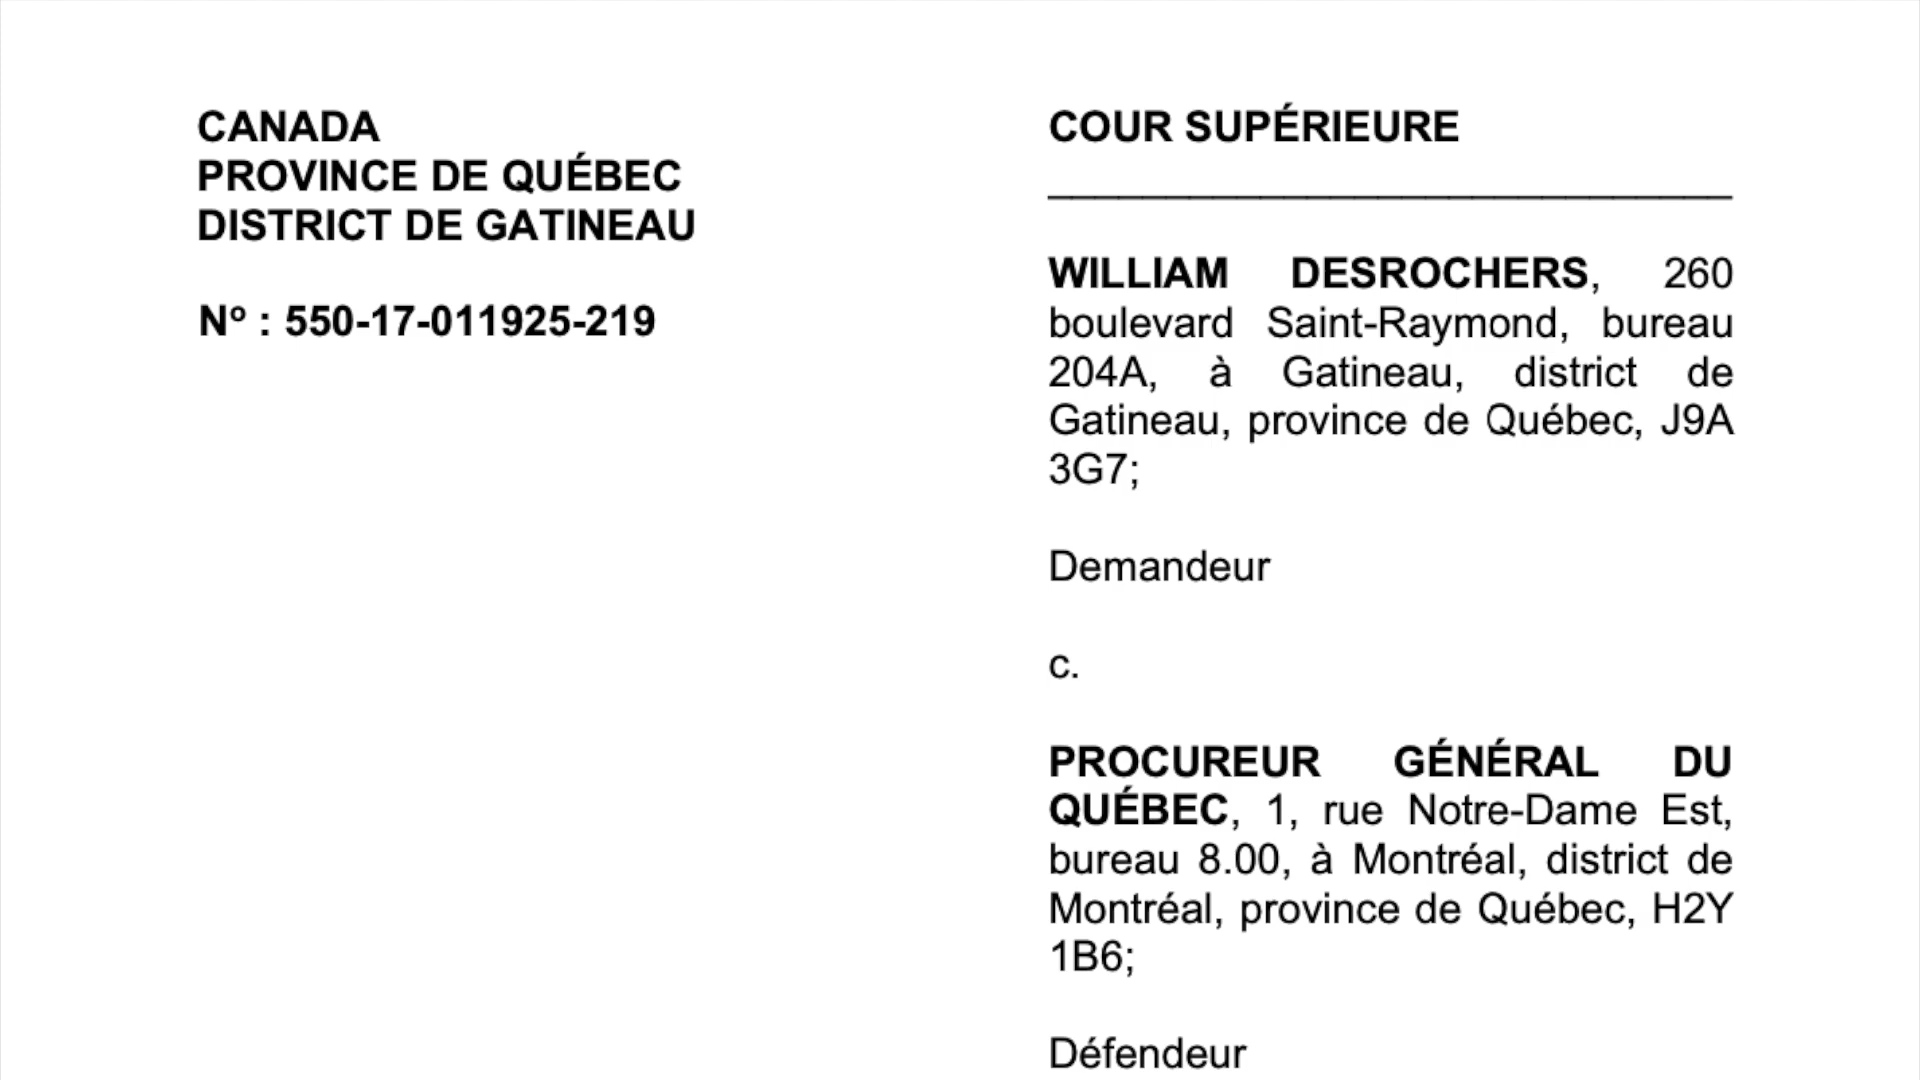 CANADA
PROVINCE DE QUÉBEC
DISTRICT DE GATINEAU
Nº : 550-17-011925-219
COUR SUPÉRIEURE
WILLIAM DESROCHERS, 260
boulevard Saint-Raymond, bureau
204A, à Gatineau, district de
Gatineau, province de Québec, J9A
3G7;
Demandeur
c.
PROCUREUR GÉNÉRAL DU
QUÉBEC, 1, rue Notre-Dame Est,
bureau 8.00, à Montréal, district de
Montréal, province de Québec, H2Y
1B6;
Défendeur